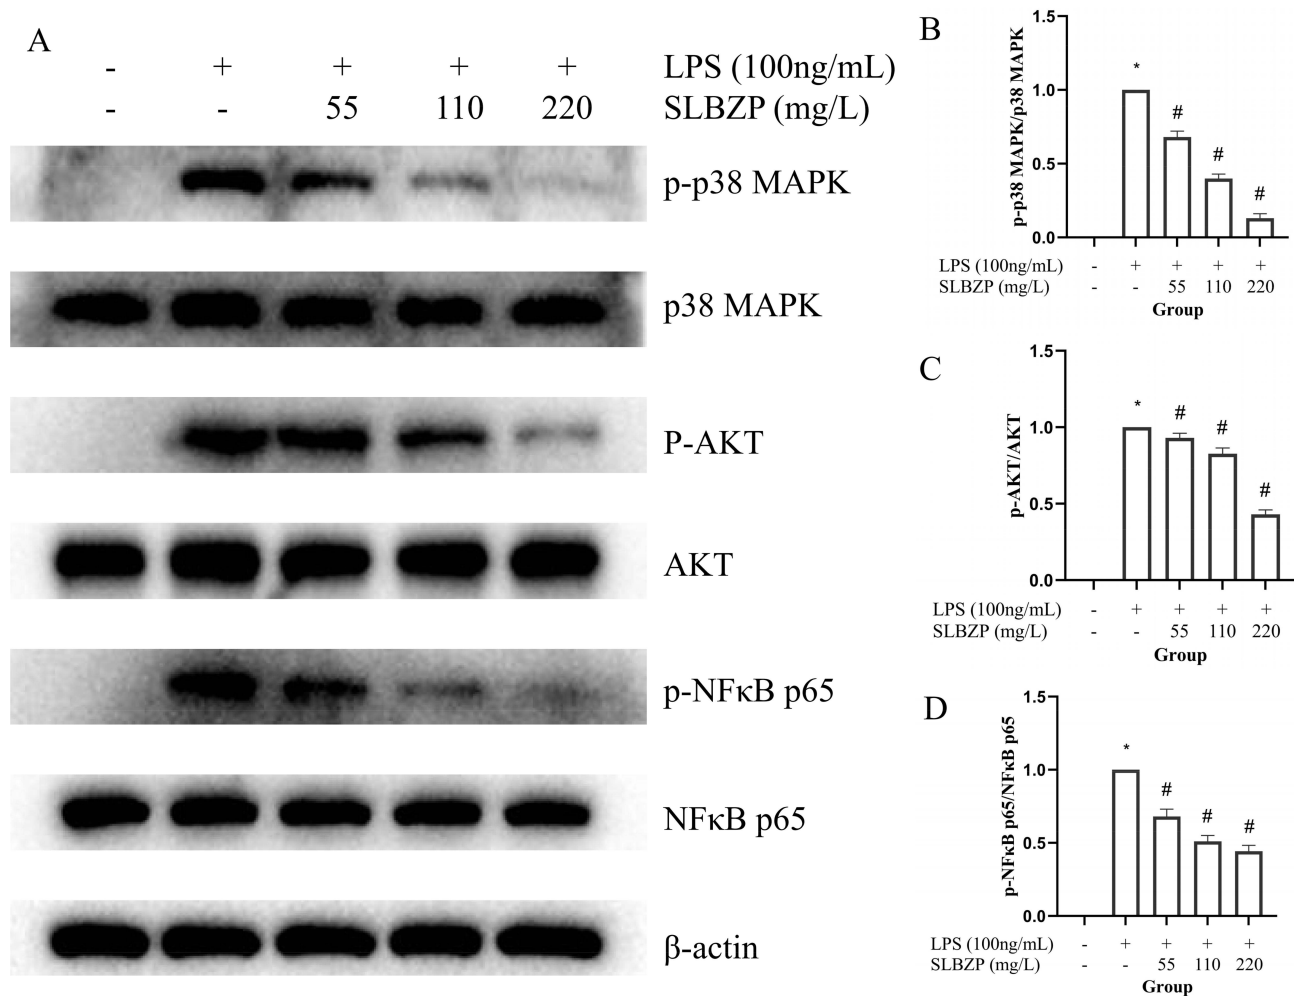 A
- + + + + LPS (100ng/mL)
- - 55 110 220 SLBZP (mg/L)
p-p38 MAPK
p38 MAPK
P-AKT
AKT
p-NFκB p65
NFκB p65
β-actin
B
p-p38 MAPK/p38 MAPK
1.5
1.0
0.5
0.0
* # # #
LPS (100ng/mL) - + + + +
SLBZP (mg/L) - - 55 110 220
Group
C
p-AKT/AKT
1.5
1.0
0.5
0.0
* # # #
LPS (100ng/mL) - + + + +
SLBZP (mg/L) - - 55 110 220
Group
D
p-NFκB p65/NFκB p65
1.5
1.0
0.5
0.0
* # # #
LPS (100ng/mL) - + + + +
SLBZP (mg/L) - - 55 110 220
Group